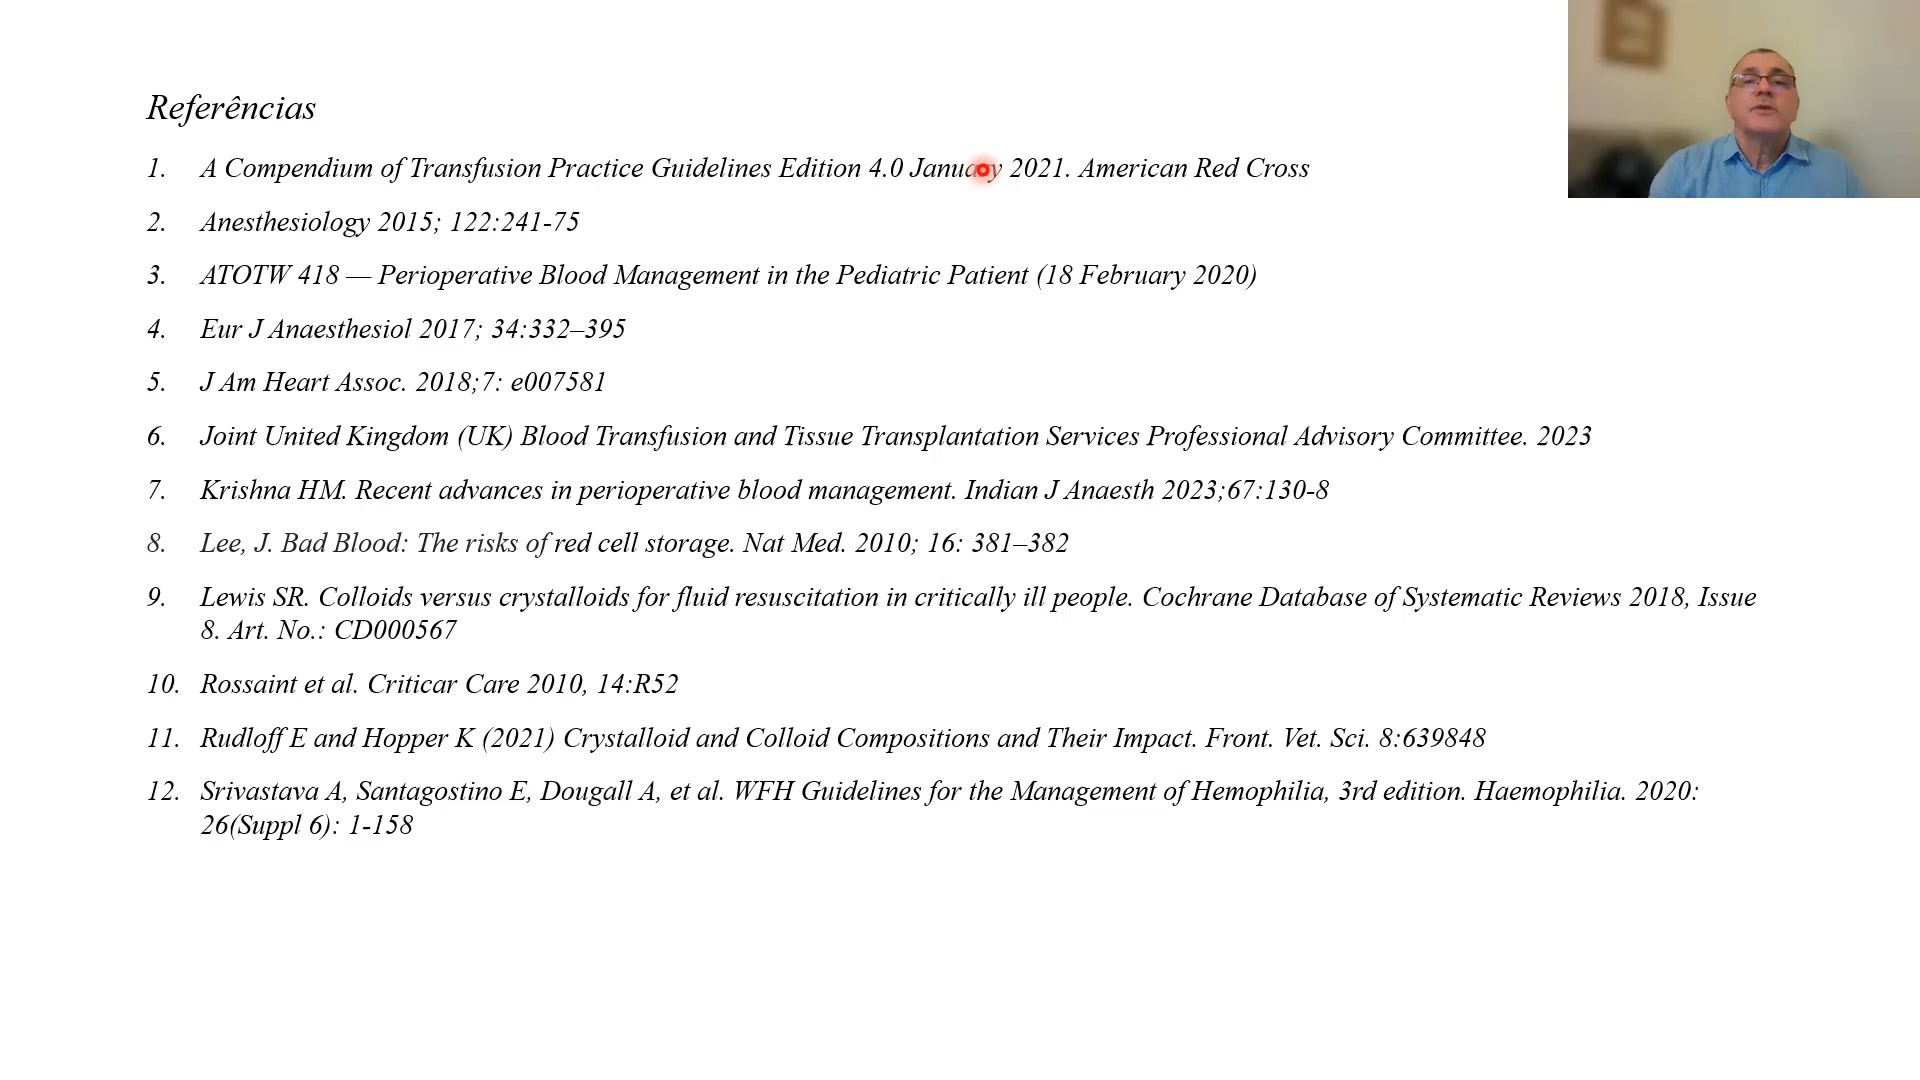 Referências
1. A Compendium of Transfusion Practice Guidelines Edition 4.0 January 2021. American Red Cross
2. Anesthesiology 2015; 122:241-75
3. ATOTW 418 — Perioperative Blood Management in the Pediatric Patient (18 February 2020)
4. Eur J Anaesthesiol 2017; 34:332–395
5. J Am Heart Assoc. 2018;7: e007581
6. Joint United Kingdom (UK) Blood Transfusion and Tissue Transplantation Services Professional Advisory Committee. 2023
7. Krishna HM. Recent advances in perioperative blood management. Indian J Anaesth 2023;67:130-8
8. Lee, J. Bad Blood: The risks of red cell storage. Nat Med. 2010; 16: 381–382
9. Lewis SR. Colloids versus crystalloids for fluid resuscitation in critically ill people. Cochrane Database of Systematic Reviews 2018, Issue
8. Art. No.: CD000567
10. Rossaint et al. Criticar Care 2010, 14:R52
11. Rudloff E and Hopper K (2021) Crystalloid and Colloid Compositions and Their Impact. Front. Vet. Sci. 8:639848
12. Srivastava A, Santagostino E, Dougall A, et al. WFH Guidelines for the Management of Hemophilia, 3rd edition. Haemophilia. 2020:
26(Suppl 6): 1-158